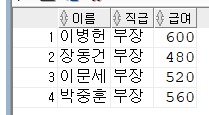 이름 직급 급여
1 이병헌 부장 600
2 장동건 부장 480
3 이문세 부장 520
4 박중훈 부장 560